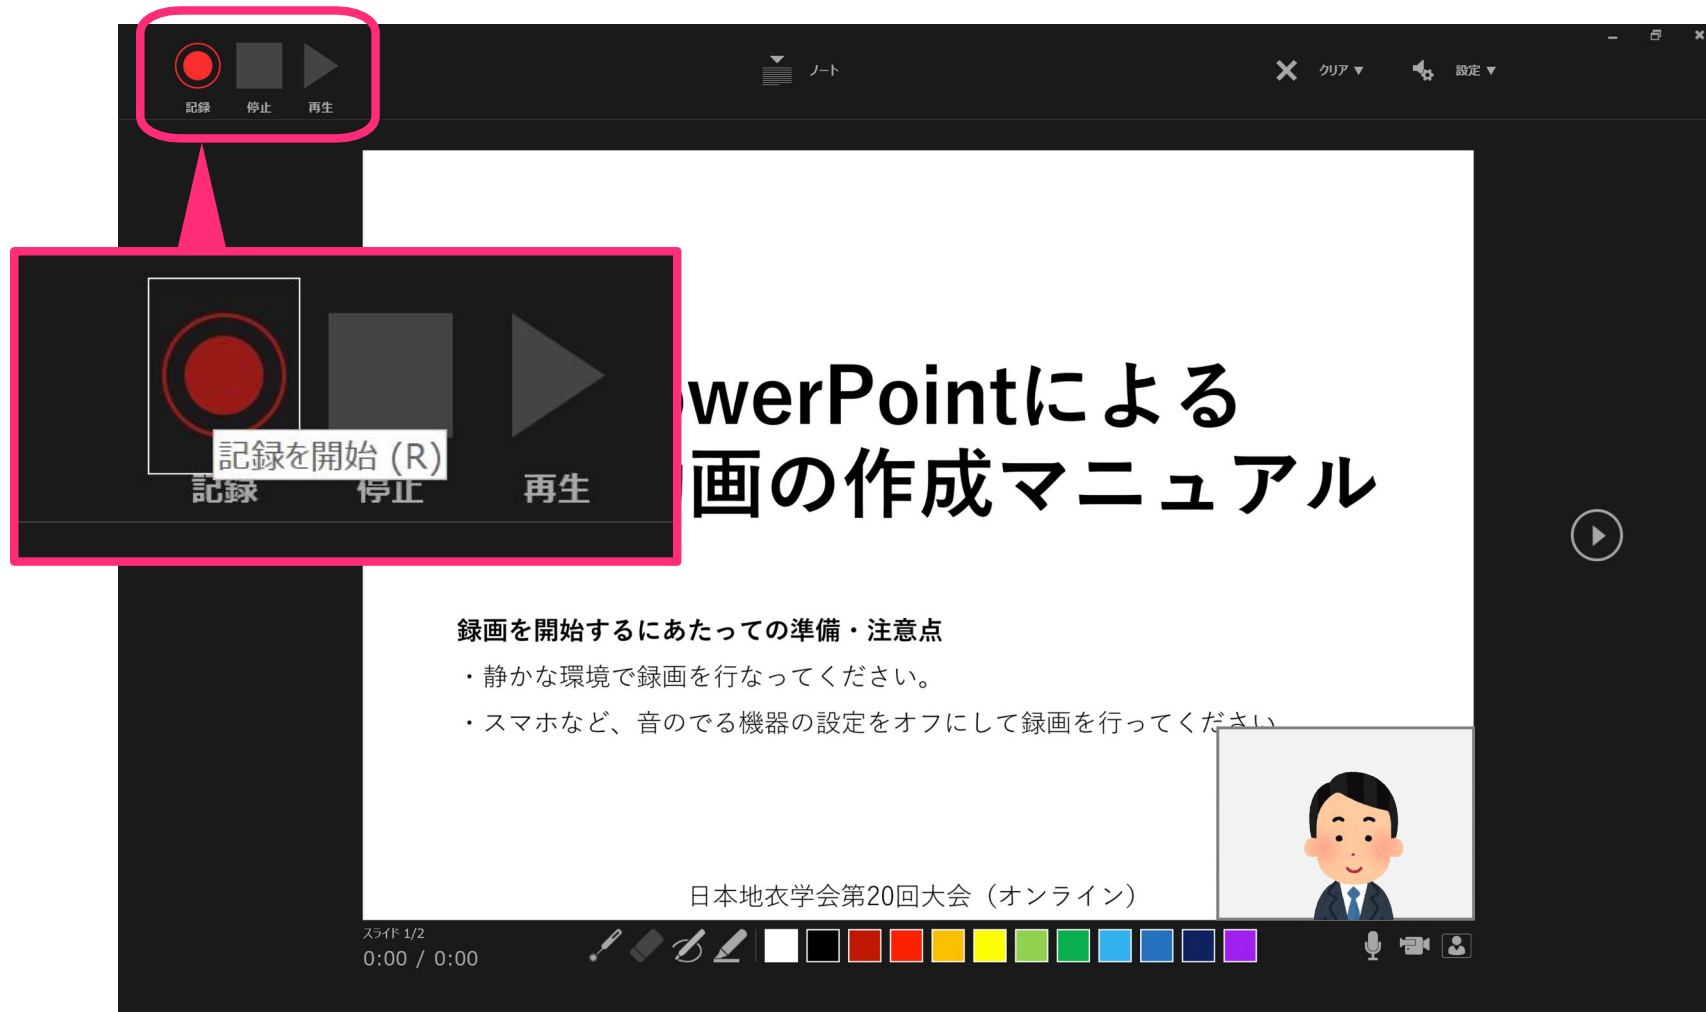 記録 停止 再生
ノート
クリア▼
設定▼
記録を開始 (R)
記録 停止 再生
werPointによる
画の作成マニュアル
録画を開始するにあたっての準備・注意点
・静かな環境で録画を行なってください。
・スマホなど、音のでる機器の設定をオフにして録画を行ってください
日本地衣学会第20回大会（オンライン）
スライド 1/2
0:00 / 0:00